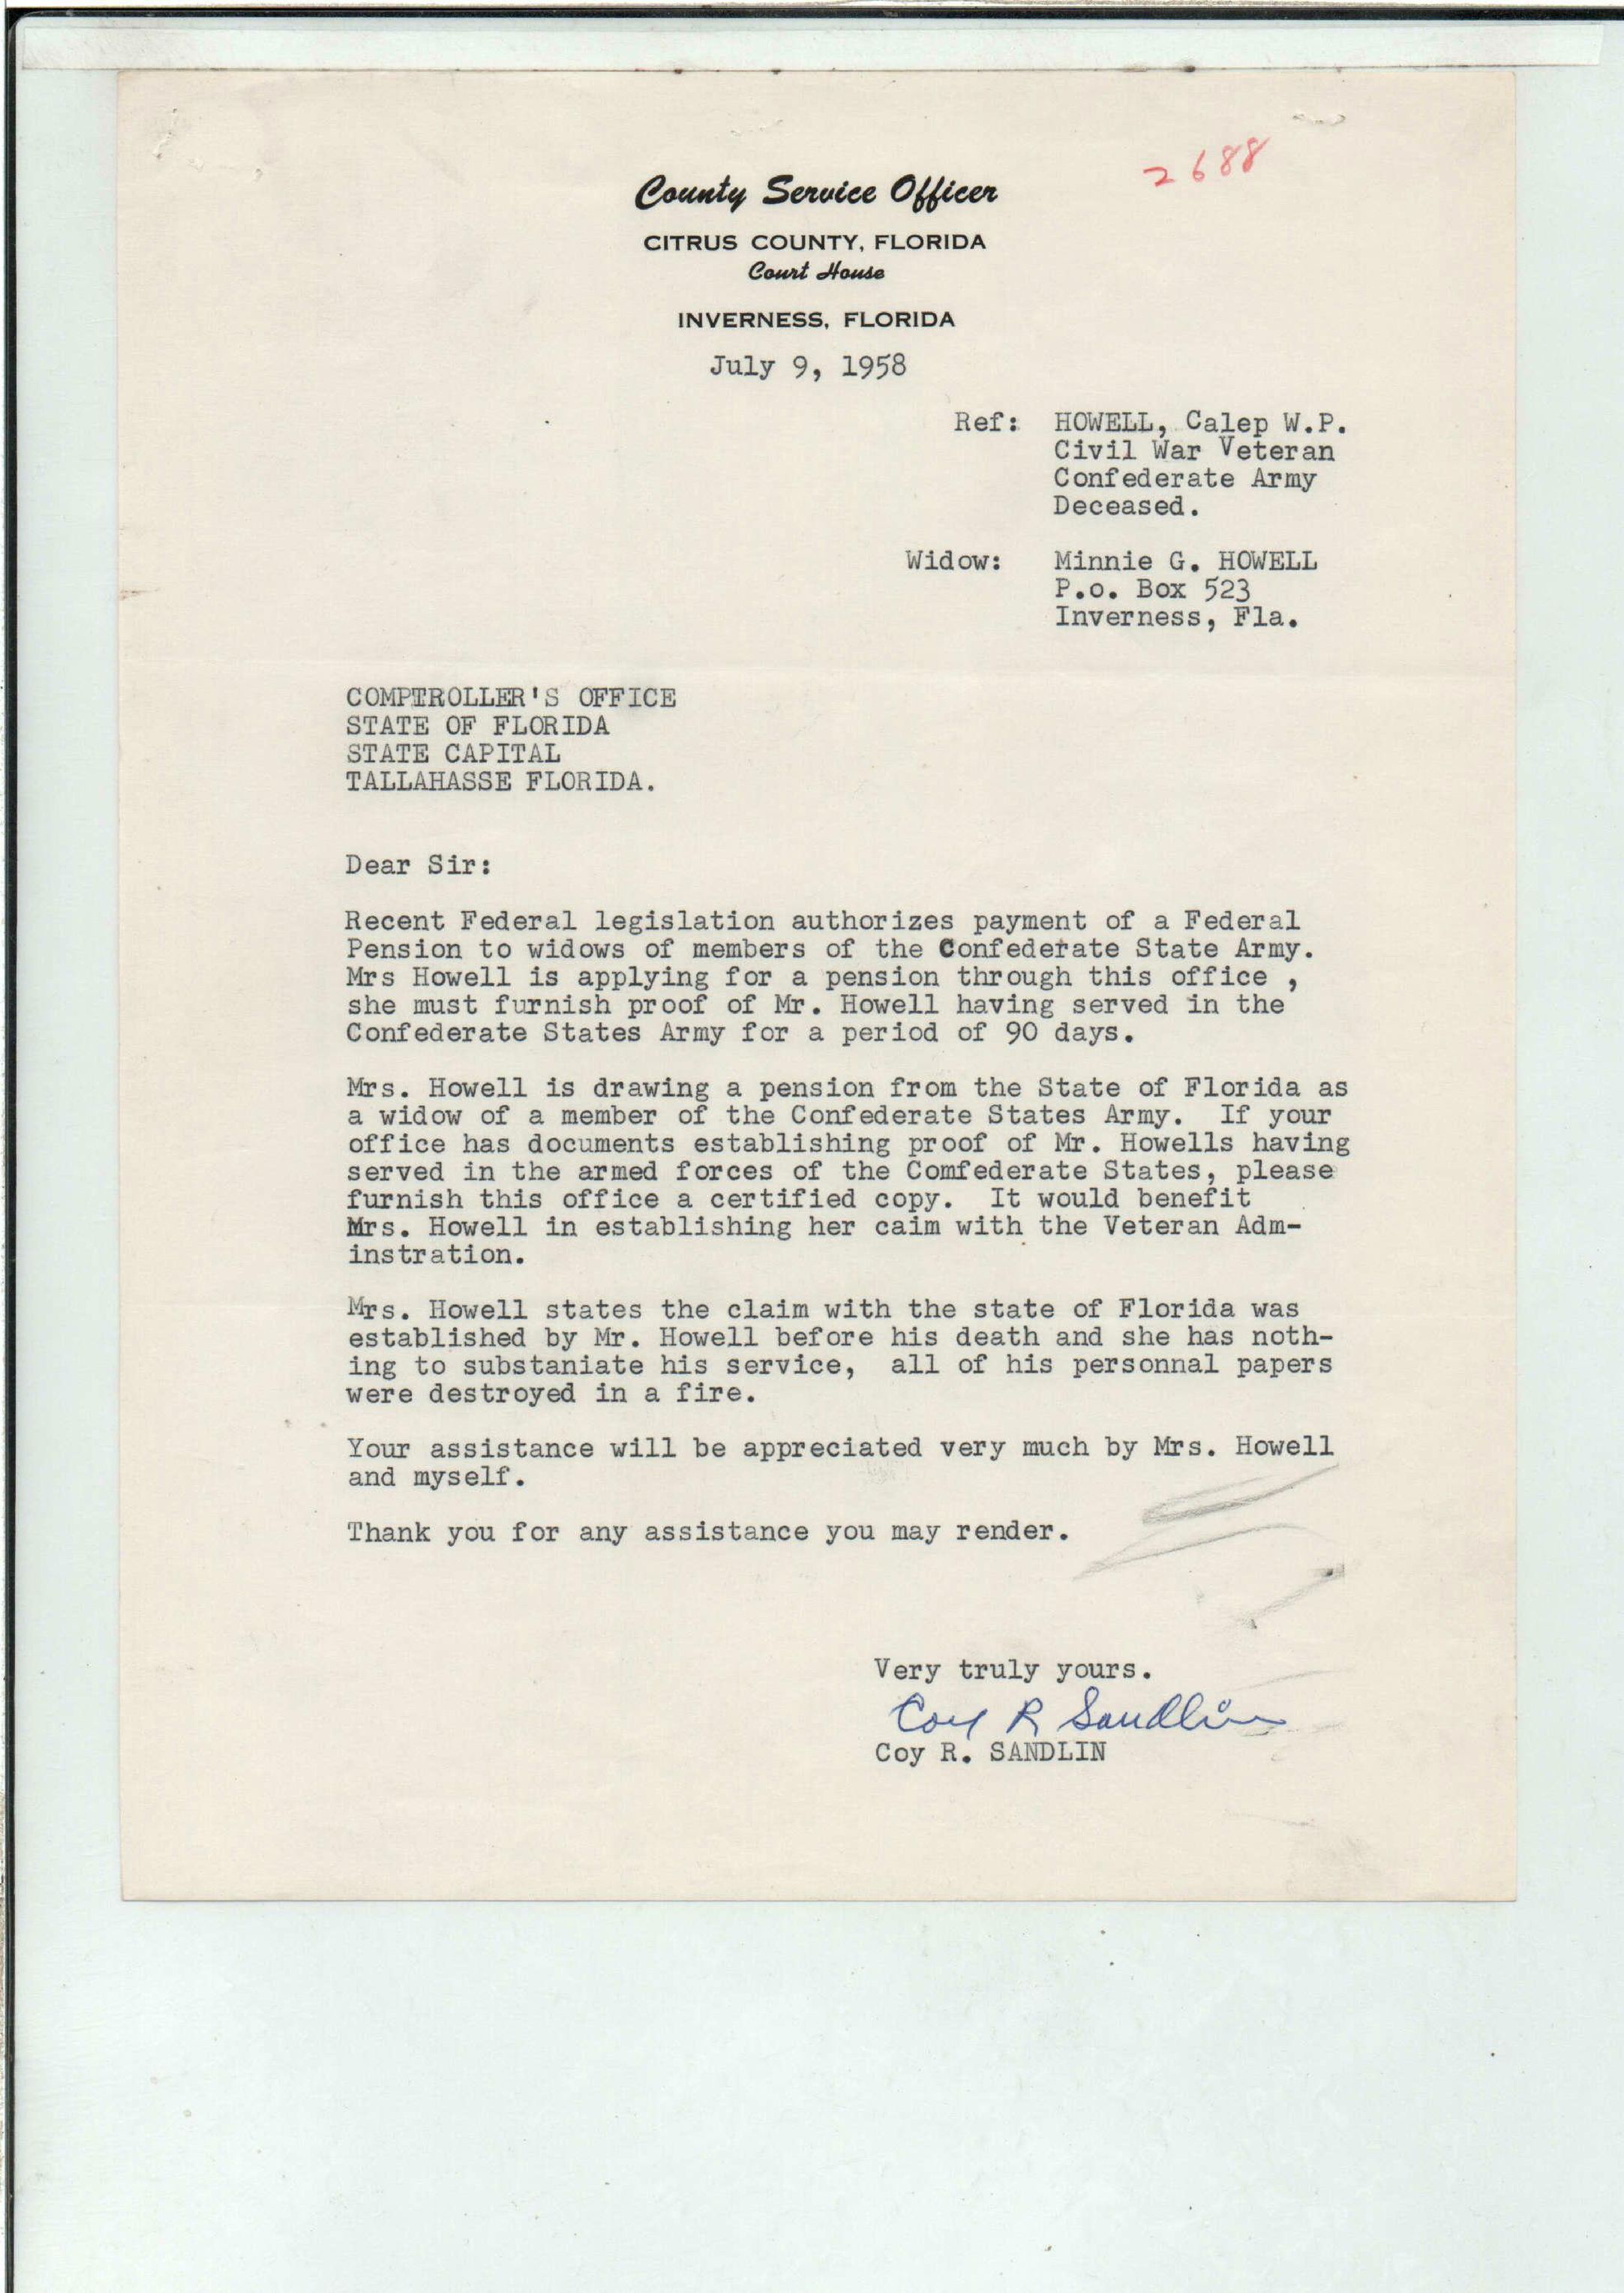 2688
County Service Officer
CITRUS COUNTY, FLORIDA
Court House
INVERNESS, FLORIDA
July 9, 1958
Ref: HOWELL, Calep W.P.
Civil War Veteran
Confederate Army
Deceased.
Widow: Minnie G. HOWELL
P.o. Box 523
Inverness, Fla.
COMPTROLLER'S OFFICE
STATE OF FLORIDA
STATE CAPITAL
TALLAHASSE FLORIDA.
Dear Sir:
Recent Federal legislation authorizes payment of a Federal
Pension to widows of members of the Confederate State Army.
Mrs Howell is applying for a pension through this office ,
she must furnish proof of Mr. Howell having served in the
Confederate States Army for a period of 90 days.
Mrs. Howell is drawing a pension from the State of Florida as
a widow of a member of the Confederate States Army.  If your
office has documents establishing proof of Mr. Howells having
served in the armed forces of the Comfederate States, please
furnish this office a certified copy.  It would benefit
Mrs. Howell in establishing her caim with the Veteran Adm-
instration.
Mrs. Howell states the claim with the state of Florida was
established by Mr. Howell before his death and she has noth-
ing to substaniate his service,  all of his personnal papers
were destroyed in a fire.
Your assistance will be appreciated very much by Mrs. Howell
and myself.
Thank you for any assistance you may render.
Very truly yours.
Coy R Sandlin
Coy R. SANDLIN